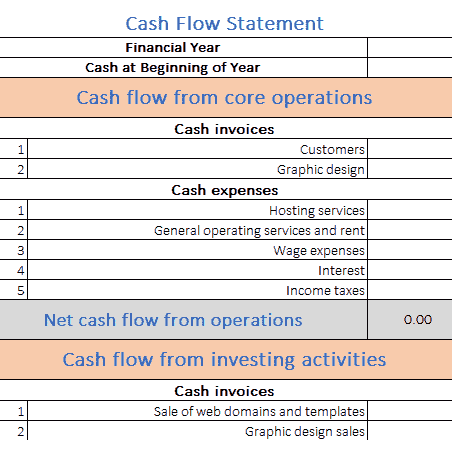 Cash Flow Statement
Financial Year
Cash at Beginning of Year
Cash flow from core operations
Cash invoices
1 Customers
2 Graphic design
Cash expenses
1 Hosting services
2 General operating services and rent
3 Wage expenses
4 Interest
5 Income taxes
Net cash flow from operations 0.00
Cash flow from investing activities
Cash invoices
1 Sale of web domains and templates
2 Graphic design sales